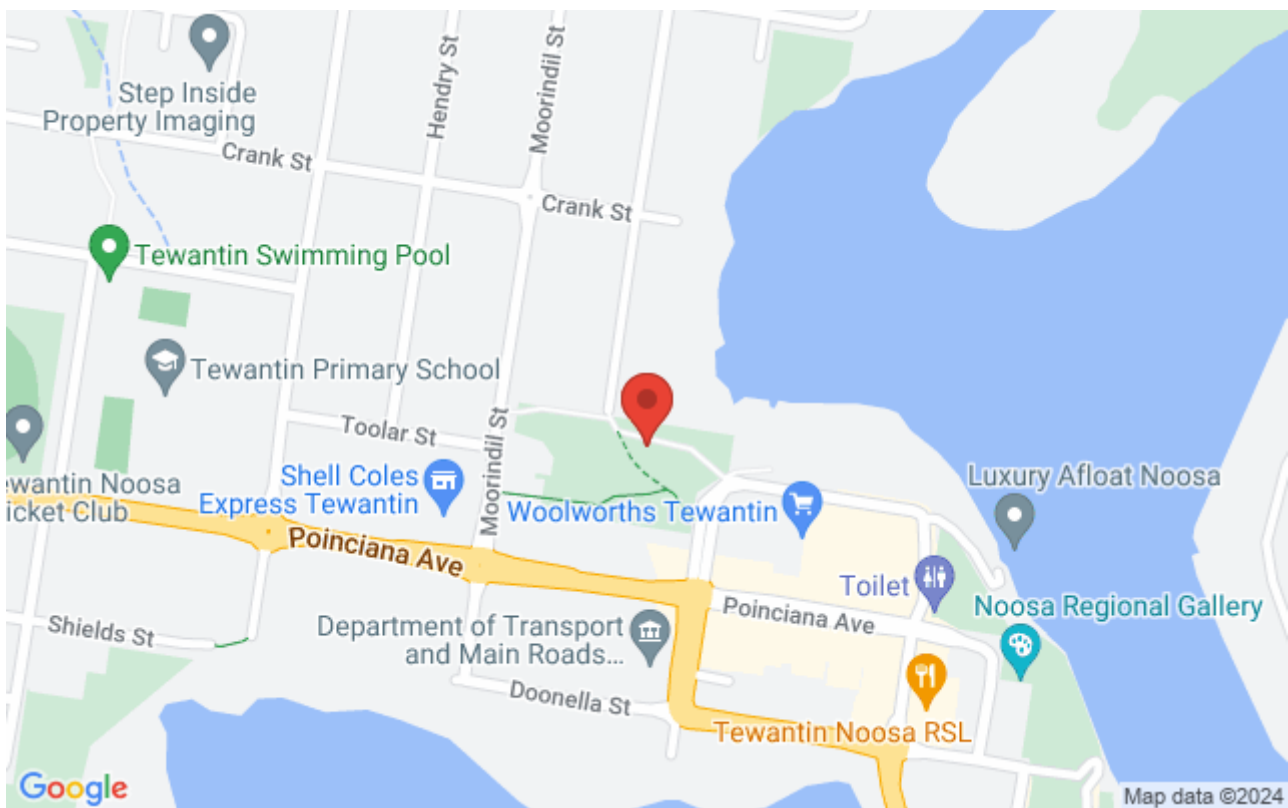 Step Inside
Property Imaging
Hendry St
Moorindil St
Crank St
Crank St
Tewantin Swimming Pool
Tewantin Primary School
Toolar St
Moorindil St
Shell Coles
Express Tewantin
ewantin Noosa
icket Club
Woolworths Tewantin
Luxury Afloat Noosa
Poinciana Ave
Toilet
Poinciana Ave
Noosa Regional Gallery
Shields St
Department of Transport
and Main Roads...
Doonella St
Tewantin Noosa RSL
Google
Map data ©2024